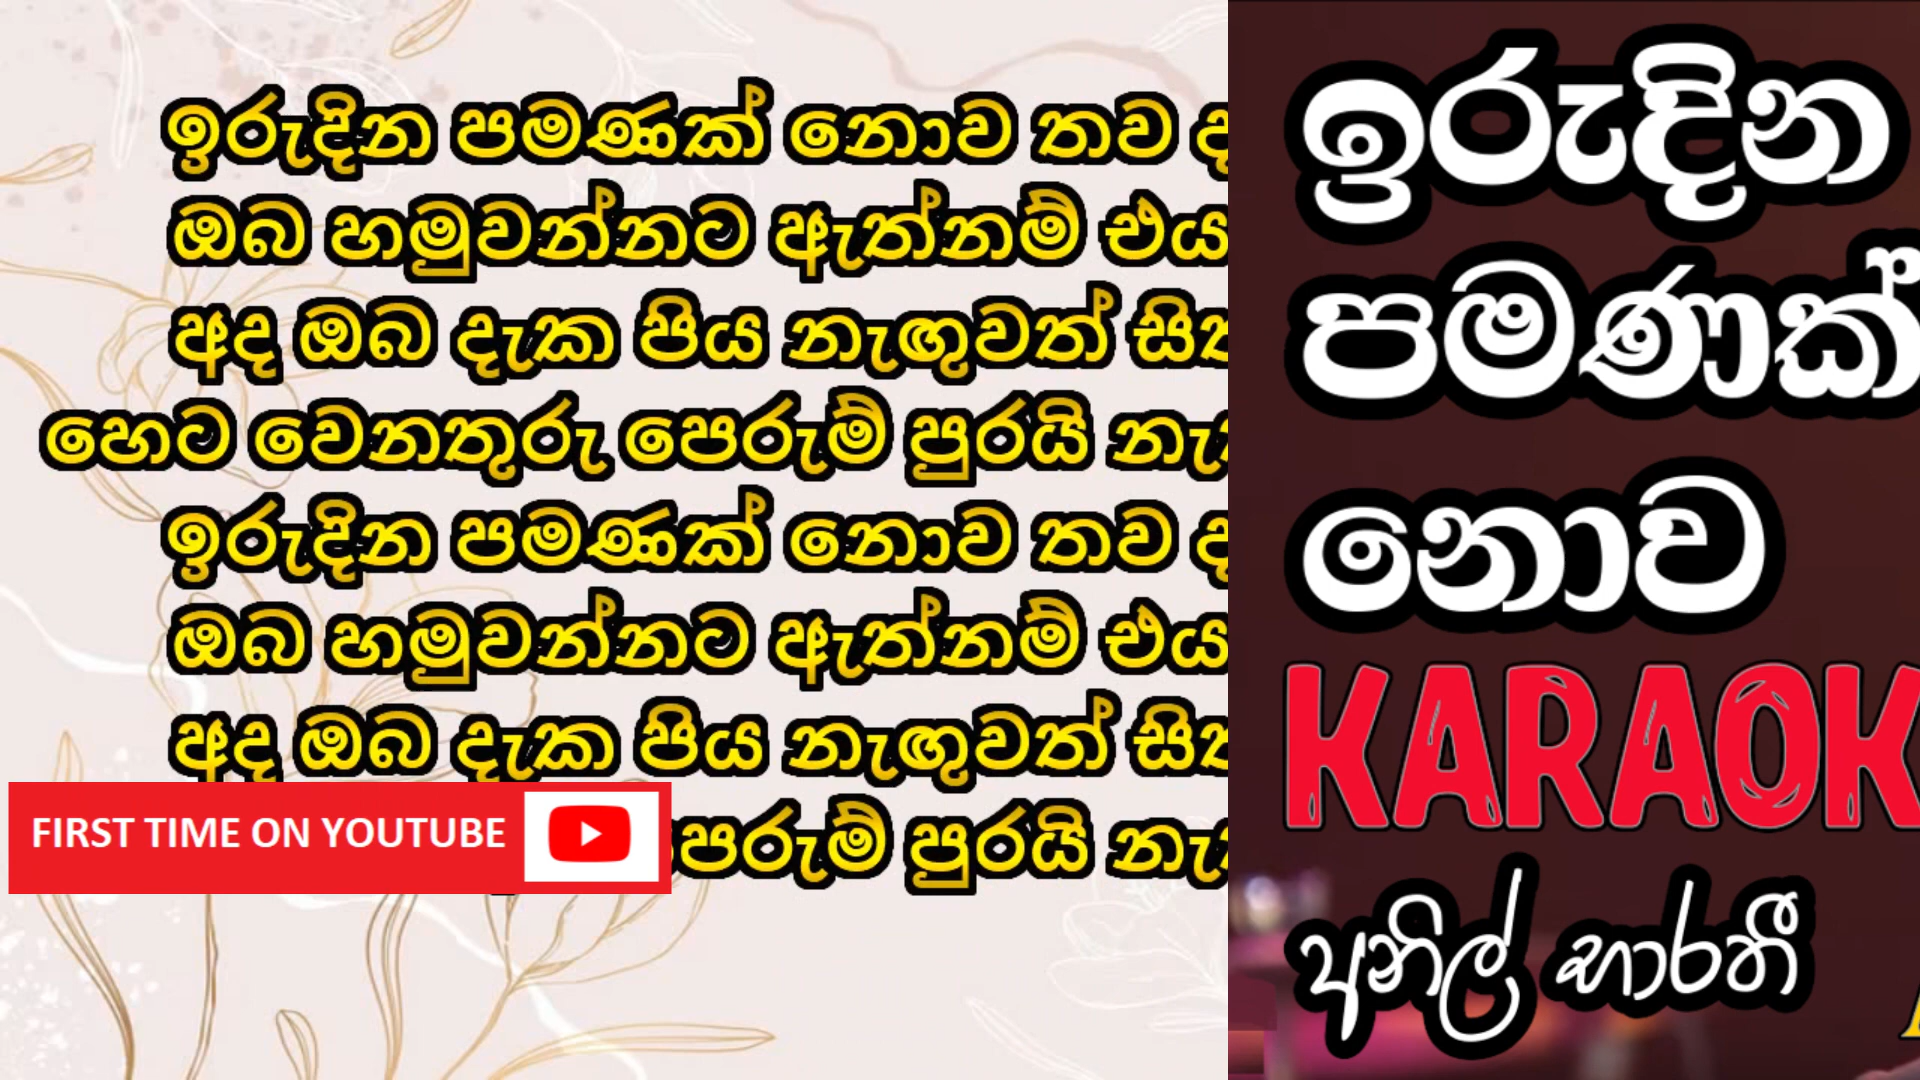 ඉරුදින පමණක් නොව තව
ඔබ හමුවන්නට ඇත්නම් එය
අද ඔබ දැක පිය නැඟුවත්
හෙට වෙනතුරු පෙරුම් පුරයි
ඉරුදින පමණක් නොව තව
ඔබ හමුවන්නට ඇත්නම් එය
අද ඔබ දැක පිය නැඟුවත්
පෙරුම් පුරයි
FIRST TIME ON YOUTUBE
ඉරුදින
පමණක්
නොව
KARAOK
අනිල් භාරතී